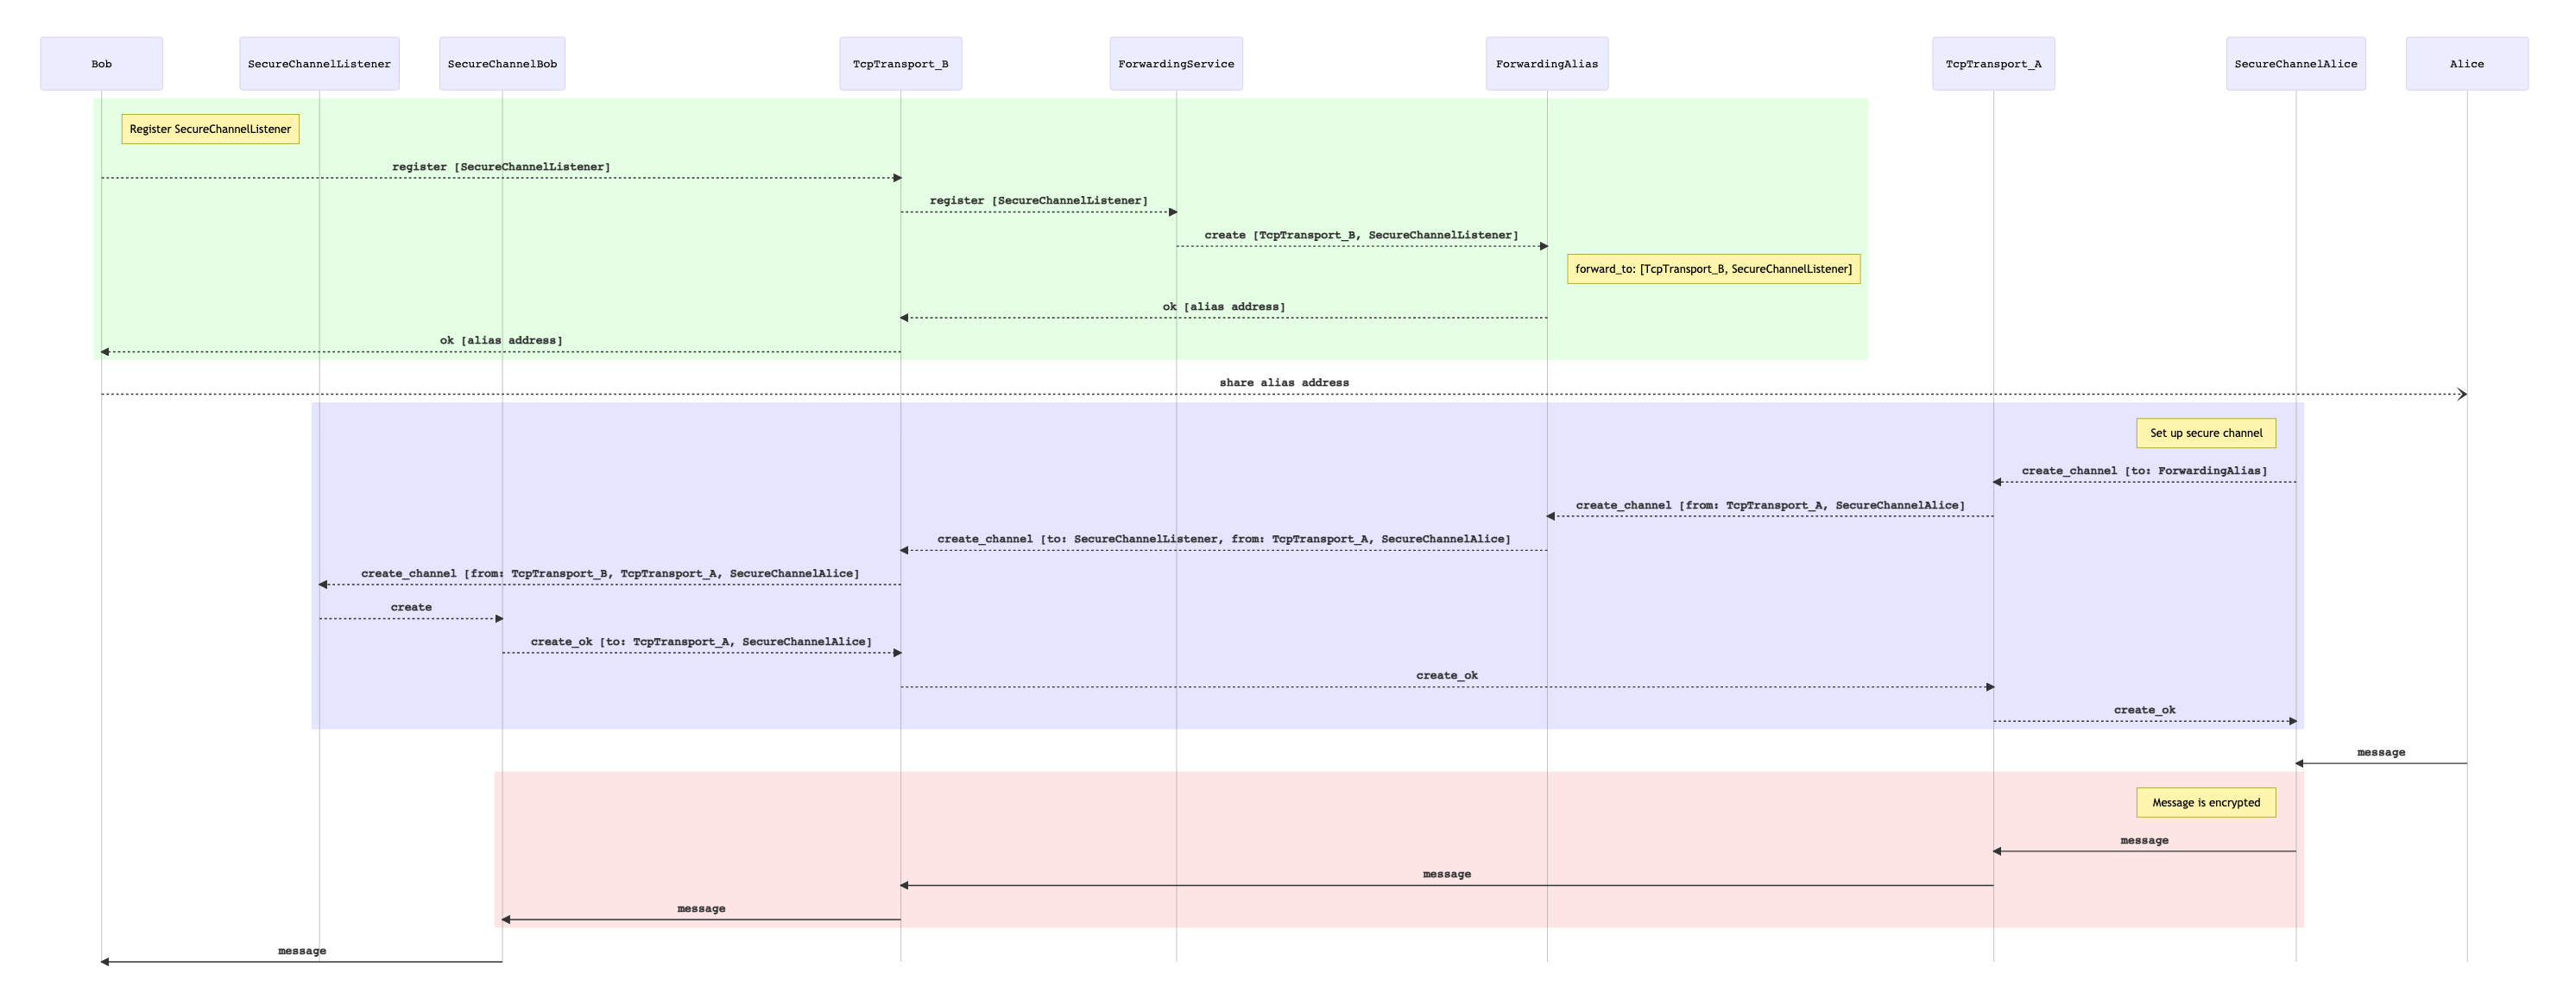 Bob
SecureChannelListener
SecureChannelBob
TcpTransport_B
ForwardingService
ForwardingAlias
TcpTransport_A
SecureChannelAlice
Alice
Register SecureChannelListener
register [SecureChannelListener]
register [SecureChannelListener]
create [TcpTransport_B, SecureChannelListener]
forward_to: [TcpTransport_B, SecureChannelListener]
ok [alias address]
ok [alias address]
share alias address
Set up secure channel
create_channel [to: ForwardingAlias]
create_channel [from: TcpTransport_A, SecureChannelAlice]
create_channel [to: SecureChannelListener, from: TcpTransport_A, SecureChannelAlice]
create_channel [from: TcpTransport_B, TcpTransport_A, SecureChannelAlice]
create
create_ok [to: TcpTransport_A, SecureChannelAlice]
create_ok
create_ok
message
Message is encrypted
message
message
message
message